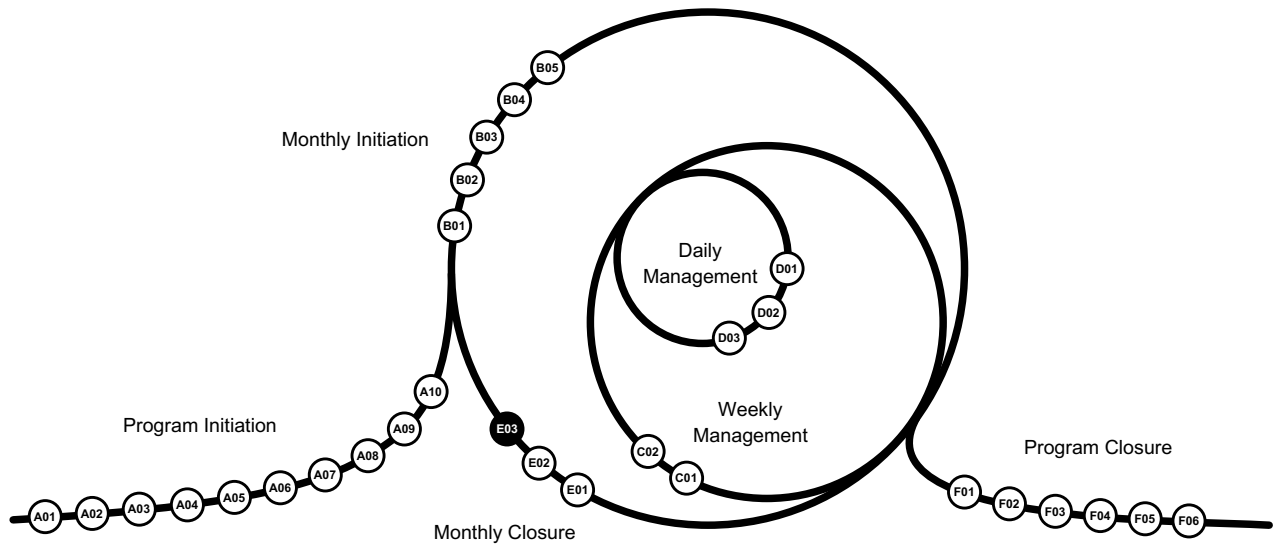 B05
B04
Monthly Initiation
B03
B02
B01
Daily
Management
D01
D02
D03
A10
Program Initiation
A09
A08
A07
A06
A05
A04
A03
A02
A01
E03
E02
E01
Monthly Closure
Weekly
Management
C02
C01
Program Closure
F01
F02
F03
F04
F05
F06